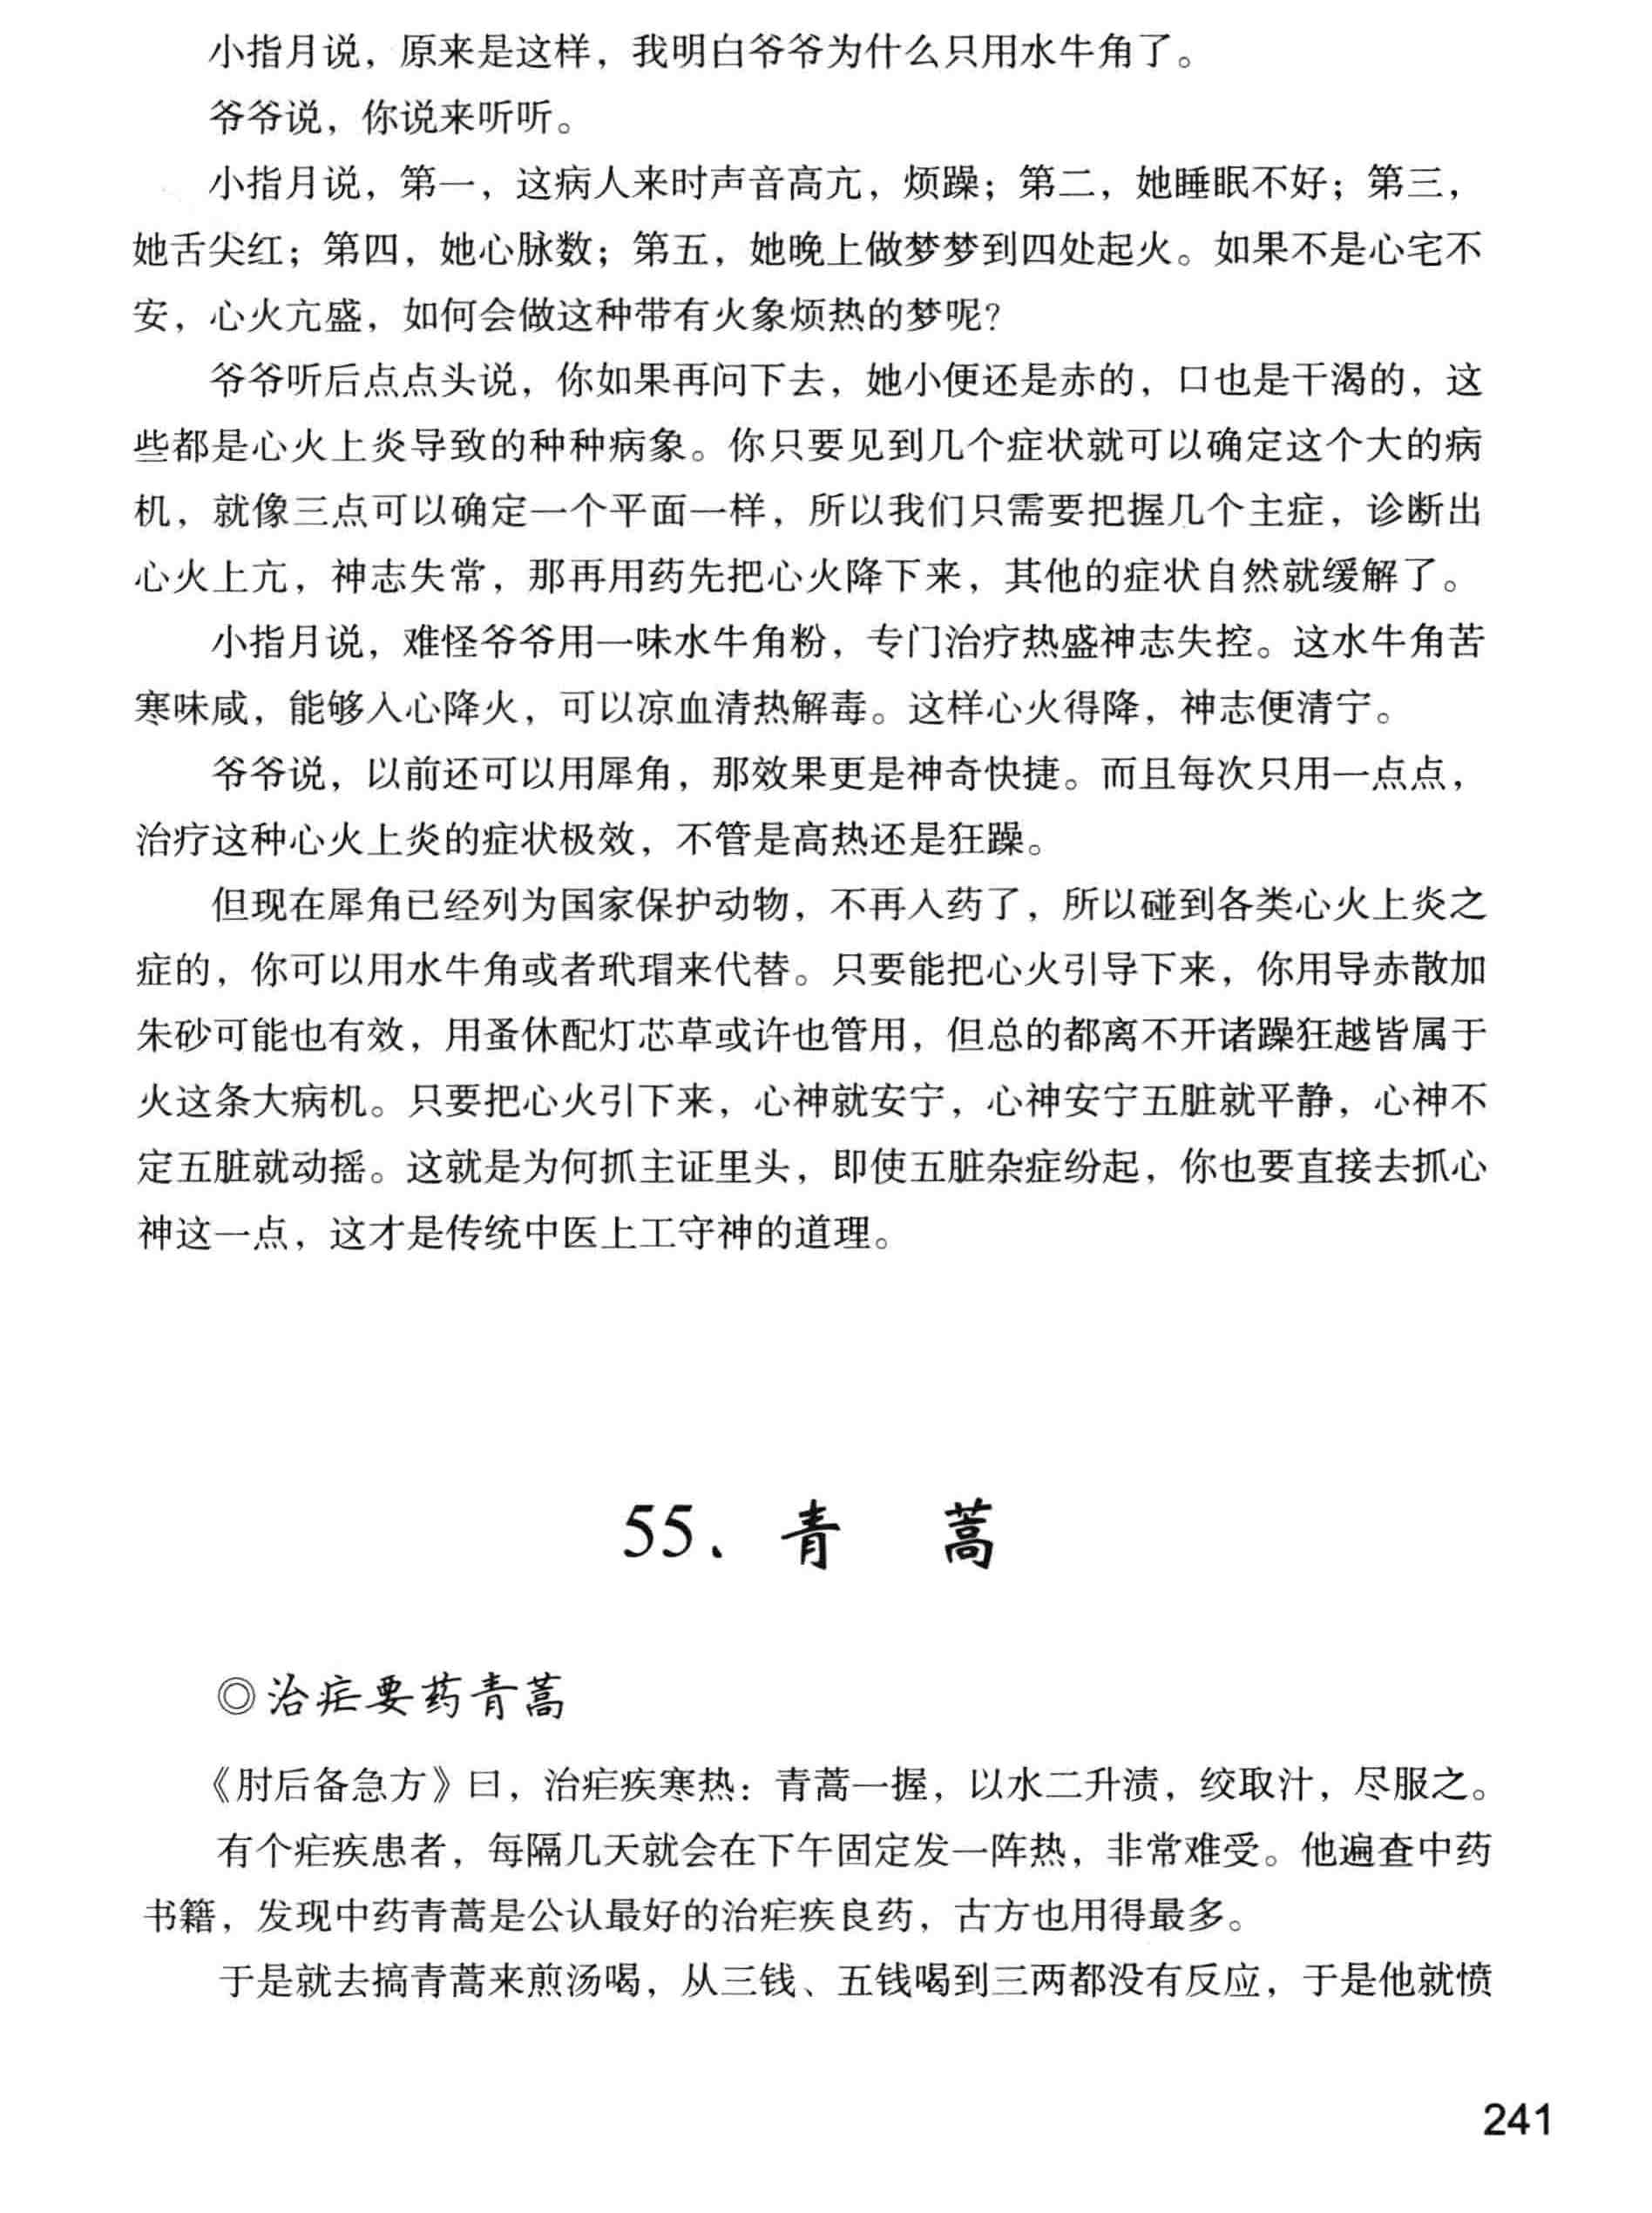 小指月说，原来是这样，我明白爷爷为什么只用水牛角了。
爷爷说，你说来听听。
小指月说，第一，这病人来时声音高亢，烦躁；第二，她睡眠不好；第三，
她舌尖红；第四，她心脉数；第五，她晚上做梦梦到四处起火。如果不是心宅不
安，心火亢盛，如何会做这种带有火象烦热的梦呢？
爷爷听后点点头说，你如果再问下去，她小便还是赤的，口也是干渴的，这
些都是心火上炎导致的种种病象。你只要见到几个症状就可以确定这个大的病
机，就像三点可以确定一个平面一样，所以我们只需要把握几个主症，诊断出
心火上亢，神志失常，那再用药先把心火降下来，其他的症状自然就缓解了。
小指月说，难怪爷爷用一味水牛角粉，专门治疗热盛神志失控。这水牛角苦
寒味咸，能够入心降火，可以凉血清热解毒。这样心火得降，神志便清宁。
爷爷说，以前还可以用犀角，那效果更是神奇快捷。而且每次只用一点点，
治疗这种心火上炎的症状极效，不管是高热还是狂躁。
但现在犀角已经列为国家保护动物，不再入药了，所以碰到各类心火上炎之
症的，你可以用水牛角或者玳瑁来代替。只要能把心火引导下来，你用导赤散加
朱砂可能也有效，用蚤休配灯芯草或许也管用，但总的都离不开诸躁狂越皆属于
火这条大病机。只要把心火引下来，心神就安宁，心神安宁五脏就平静，心神不
定五脏就动摇。这就是为何抓主证里头，即使五脏杂症纷起，你也要直接去抓心
神这一点，这才是传统中医上工守神的道理。
55、青 蒿
◎治疟要药青蒿
《肘后备急方》曰，治疟疾寒热：青蒿一握，以水二升渍，绞取汁，尽服之。
有个疟疾患者，每隔几天就会在下午固定发一阵热，非常难受。他遍查中药
书籍，发现中药青蒿是公认最好的治疟疾良药，古方也用得最多。
于是就去搞青蒿来煎汤喝，从三钱、五钱喝到三两都没有反应，于是他就愤
241